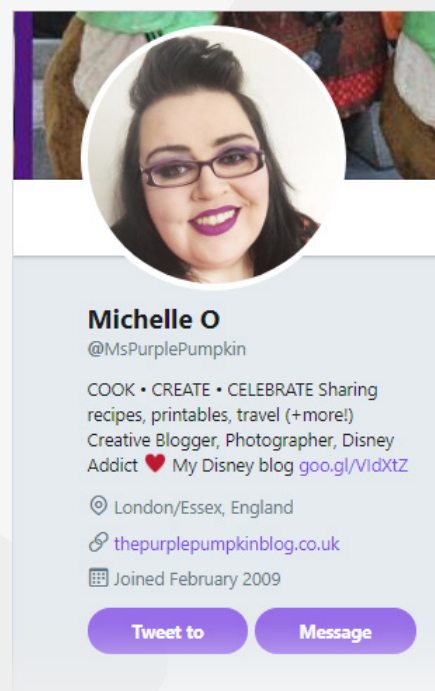 Michelle O
@MsPurplePumpkin
COOK • CREATE • CELEBRATE Sharing
recipes, printables, travel (+more!)
Creative Blogger, Photographer, Disney
Addict ♥ My Disney blog goo.gl/VIdXtZ
London/Essex, England
thepurplepumpkinblog.co.uk
Joined February 2009
Tweet to Message